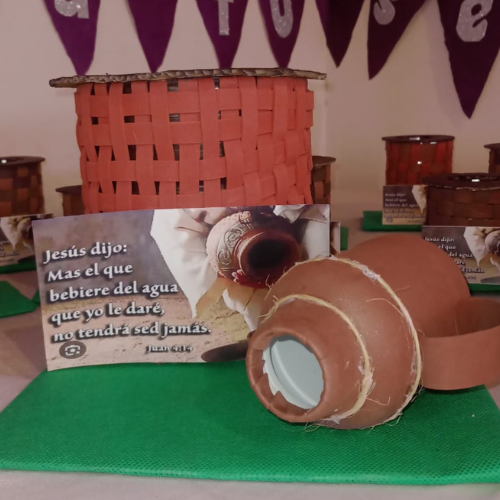 Jesús dijo:
Mas el que
bebiere del agua
que yo le daré,
no tendrá sed jamás.
Juan 4:14